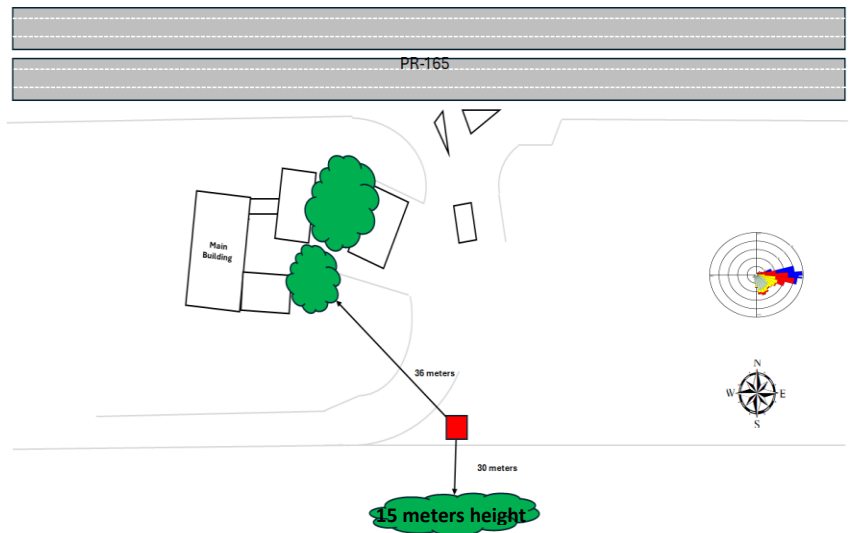 PR-165
Main
Building
N
W
E
S
36 meters
30 meters
15 meters height